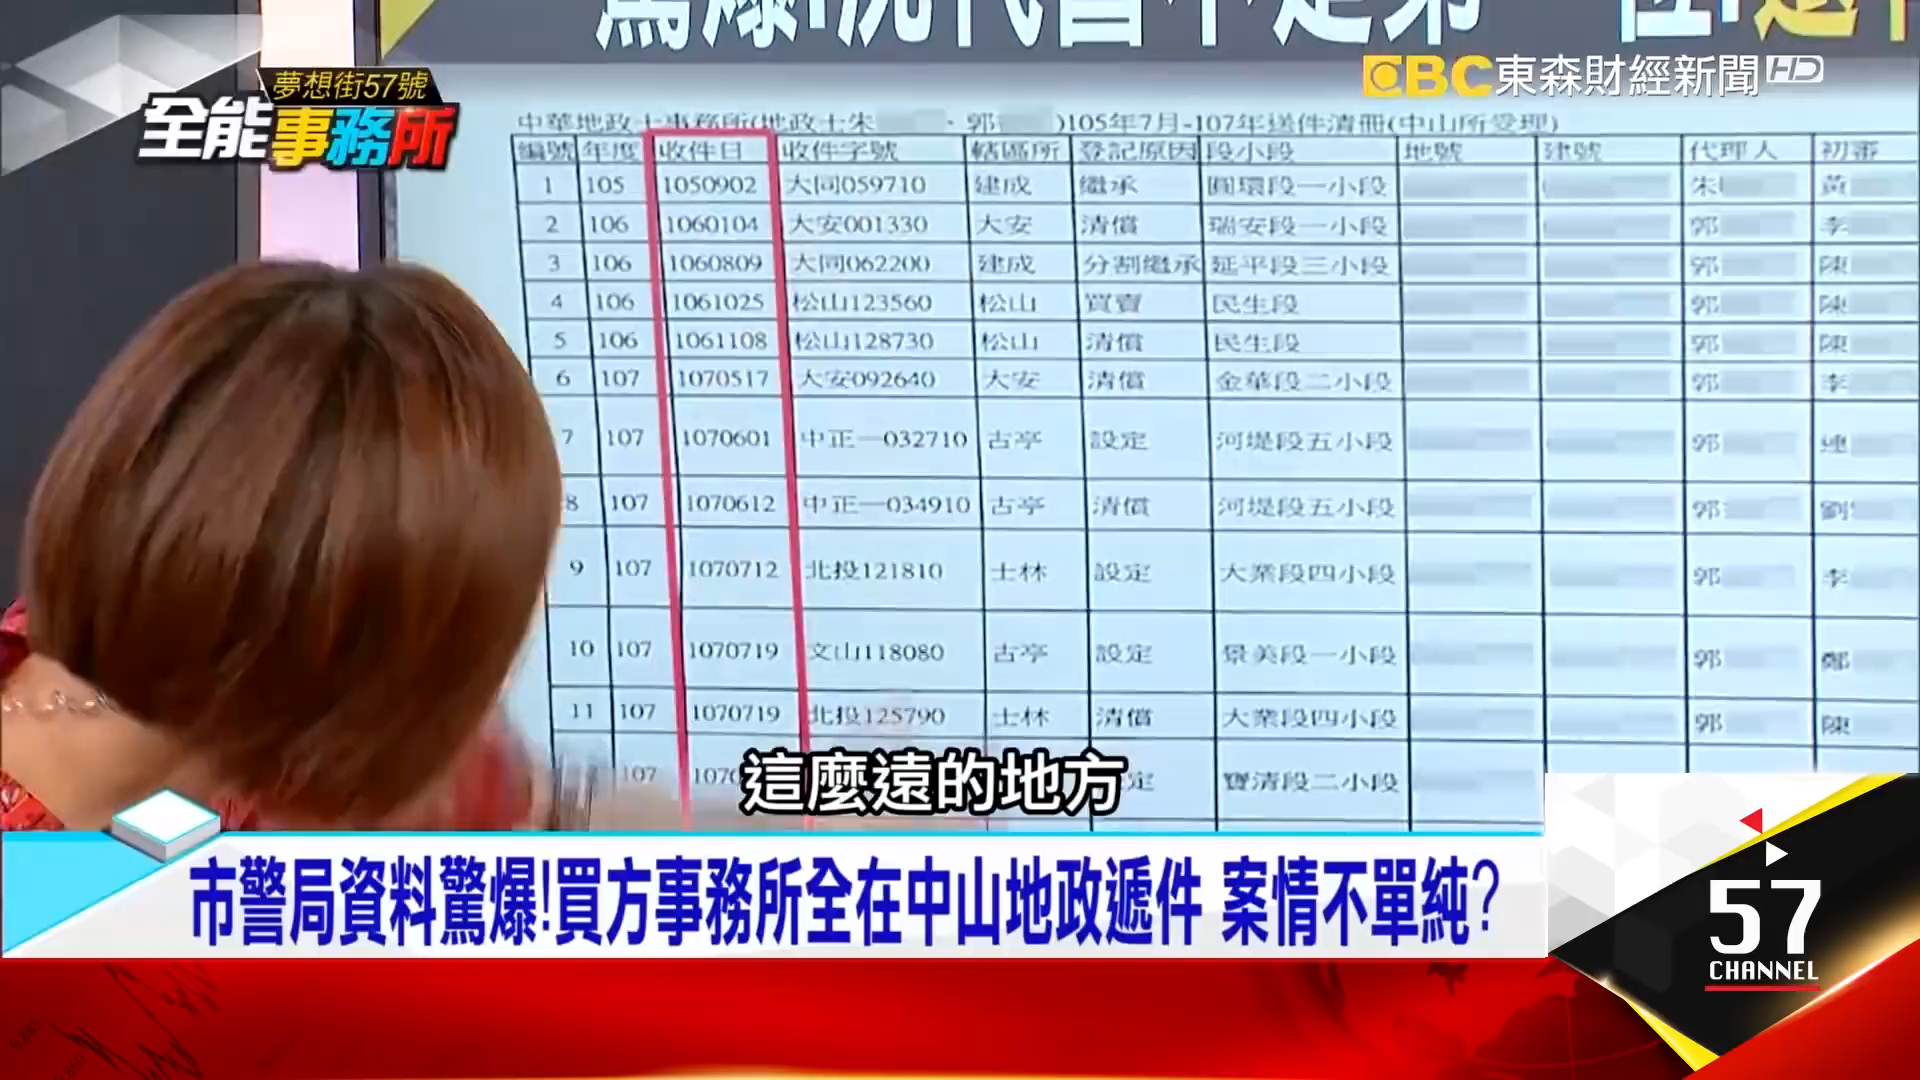 夢想街57號
全能事務所
EBC東森財經新聞HD
中華地政士事務所(地政士朱 、郭 )105年7月-107年送件清冊(中山所受理)
編號 年度 收件日 收件字號 轄區所 登記原因 段小段 地號 建號 代理人 初審
1 105 1050902 大同059710 建成 繼承 圓環段一小段 朱 黃
2 106 1060104 大安001330 大安 清償 瑞安段一小段 郭 李
3 106 1060809 大同062200 建成 分割繼承 延平段三小段 郭 陳
4 106 1061025 松山123560 松山 買賣 民生段 郭 陳
5 106 1061108 松山128730 松山 清償 民生段 郭 陳
6 107 1070517 大安092640 大安 清償 金華段二小段 郭 李
7 107 1070601 中正一032710 古亭 設定 河堤段五小段 郭 連
8 107 1070612 中正一034910 古亭 清償 河堤段五小段 郭 劉
9 107 1070712 北投121810 士林 設定 大業段四小段 郭 李
10 107 1070719 文山118080 古亭 設定 景美段一小段 郭 鄭
11 107 1070719 北投125790 士林 清償 大業段四小段 郭 陳
107 寶清段二小段
這麼遠的地方
市警局資料驚爆!買方事務所全在中山地政遞件 案情不單純?
57
CHANNEL